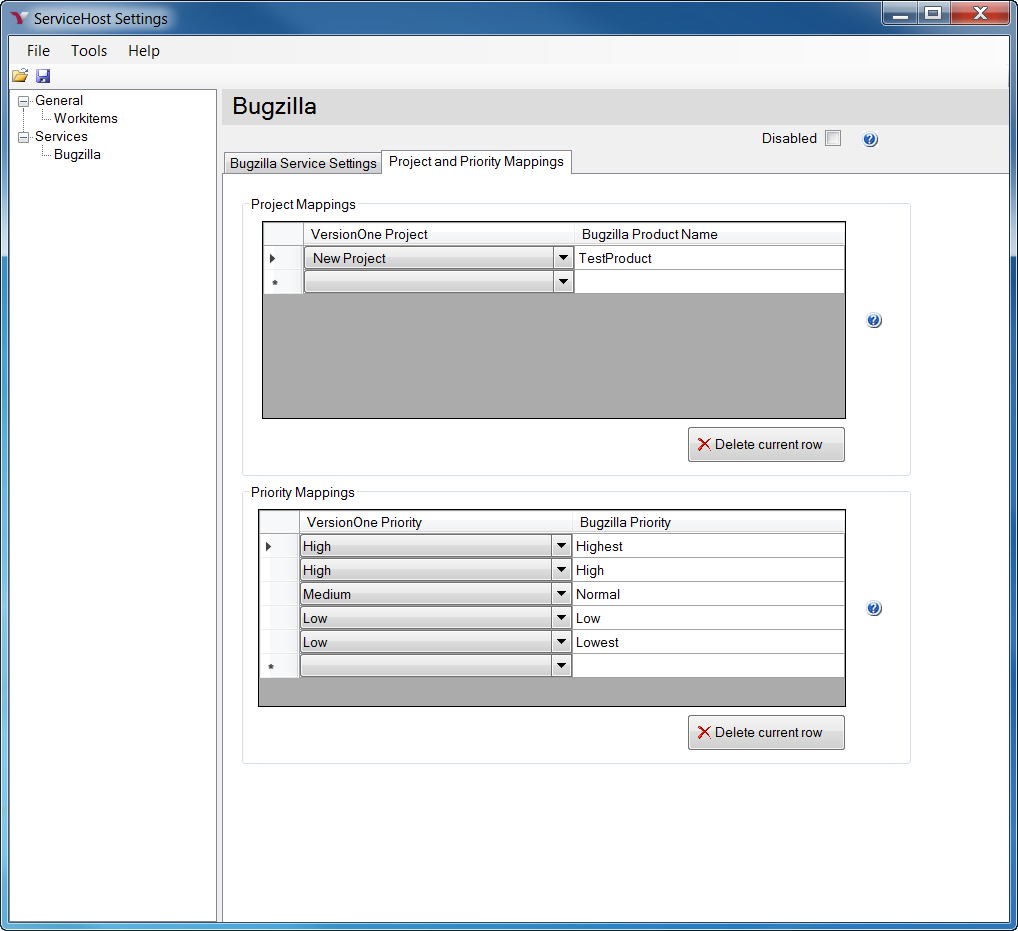 ServiceHost Settings
File Tools Help
General
Workitems
Services
Bugzilla
Bugzilla
Disabled
Bugzilla Service Settings Project and Priority Mappings
Project Mappings
VersionOne Project Bugzilla Product Name
New Project TestProduct
*
Delete current row
Priority Mappings
VersionOne Priority Bugzilla Priority
High Highest
High High
Medium Normal
Low Low
Low Lowest
*
Delete current row